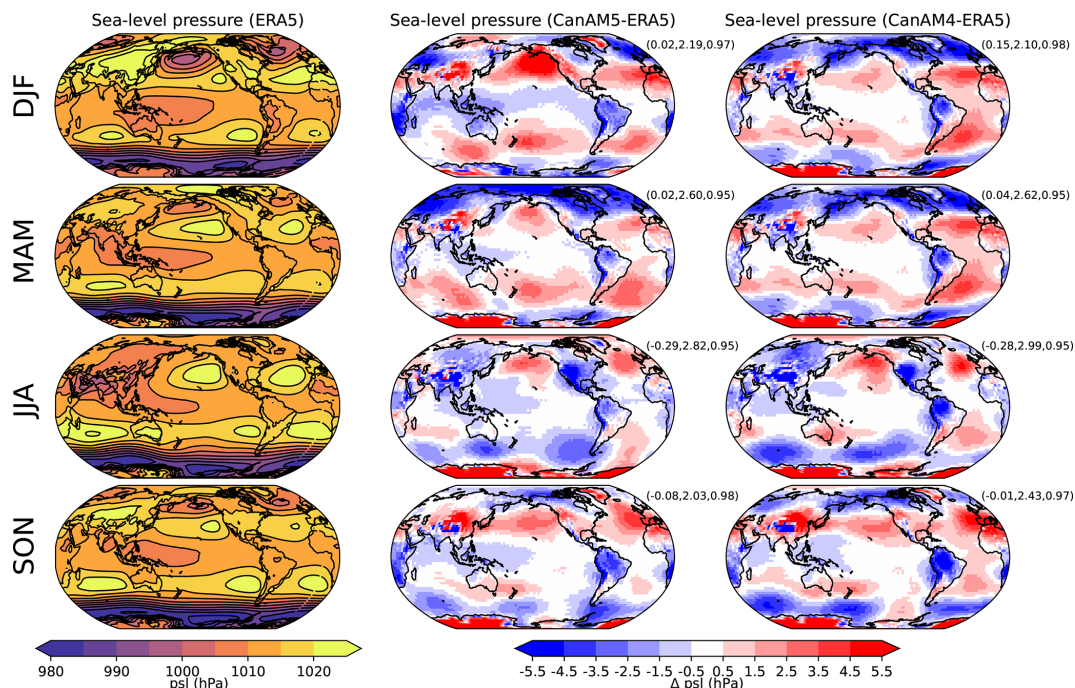 Sea-level pressure (ERA5) Sea-level pressure (CanAM5-ERA5) Sea-level pressure (CanAM4-ERA5)
DJF (0.02,2.19,0.97) (0.15,2.10,0.98)
MAM (0.02,2.60,0.95) (0.04,2.62,0.95)
JJA (-0.29,2.82,0.95) (-0.28,2.99,0.95)
SON (-0.08,2.03,0.98) (-0.01,2.43,0.97)
980 990 1000 1010 1020 -5.5 -4.5 -3.5 -2.5 -1.5 -0.5 0.5 1.5 2.5 3.5 4.5 5.5
psl (hPa) Δ psl (hPa)